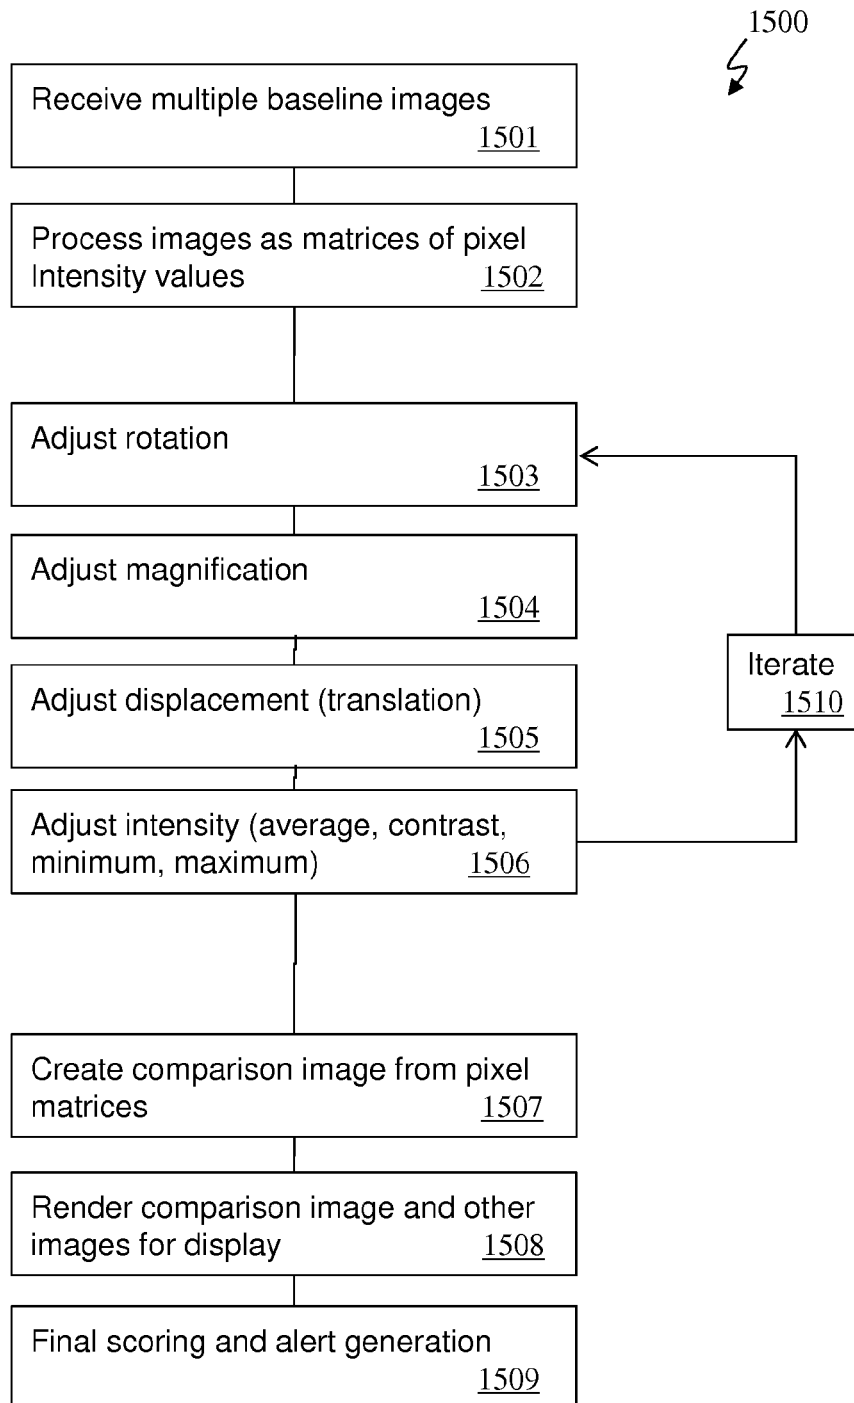 1500
Receive multiple baseline images
1501
Process images as matrices of pixel
Intensity values 1502
Adjust rotation
1503
Adjust magnification
1504
Adjust displacement (translation)
1505
Iterate
1510
Adjust intensity (average, contrast,
minimum, maximum) 1506
Create comparison image from pixel
matrices 1507
Render comparison image and other
images for display 1508
Final scoring and alert generation
1509